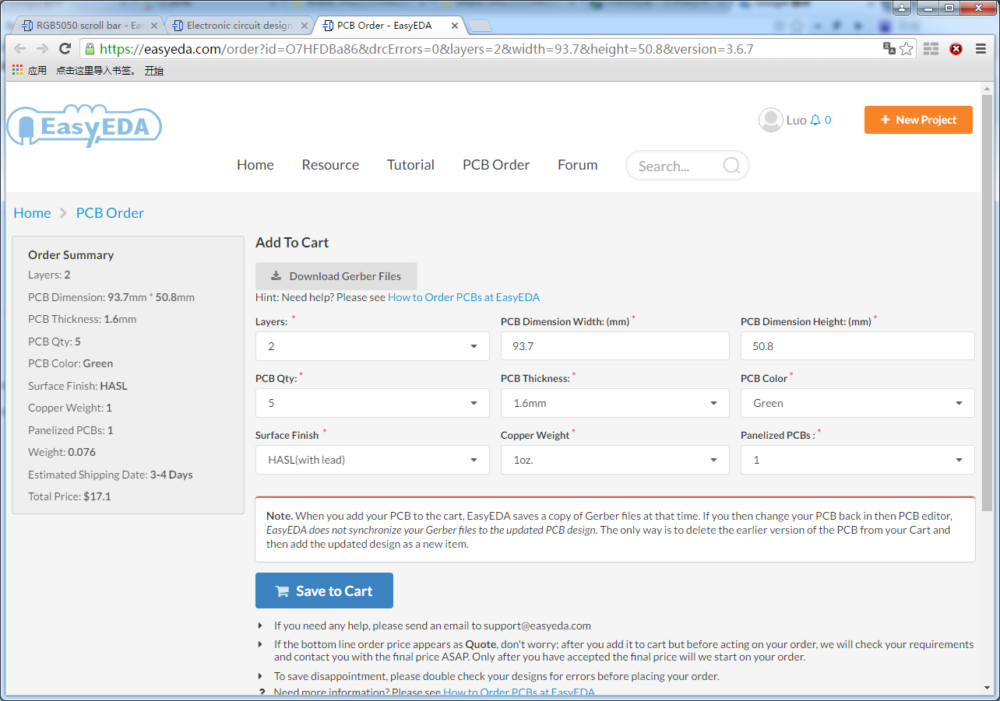 RGB5050 scroll bar - Eas
Electronic circuit design
PCB Order - EasyEDA
https://easyeda.com/order?id=O7HFDBa86&drcErrors=0&layers=2&width=93.7&height=50.8&version=3.6.7
应用 点击这里导入书签。 开始
EasyEDA
Luo 0
+ New Project
Home Resource Tutorial PCB Order Forum Search...
Home > PCB Order
Order Summary
Layers: 2
PCB Dimension: 93.7mm * 50.8mm
PCB Thickness: 1.6mm
PCB Qty: 5
PCB Color: Green
Surface Finish: HASL
Copper Weight: 1
Panelized PCBs: 1
Weight: 0.076
Estimated Shipping Date: 3-4 Days
Total Price: $17.1
Add To Cart
Download Gerber Files
Hint: Need help? Please see How to Order PCBs at EasyEDA
Layers: * PCB Dimension Width: (mm) * PCB Dimension Height: (mm) *
2 93.7 50.8
PCB Qty: * PCB Thickness: * PCB Color *
5 1.6mm Green
Surface Finish * Copper Weight * Panelized PCBs : *
HASL(with lead) 1oz. 1
Note. When you add your PCB to the cart, EasyEDA saves a copy of Gerber files at that time. If you then change your PCB back in then PCB editor,
EasyEDA does not synchronize your Gerber files to the updated PCB design. The only way is to delete the earlier version of the PCB from your Cart and
then add the updated design as a new item.
Save to Cart
If you need any help, please send an email to support@easyeda.com
If the bottom line order price appears as Quote, don't worry; after you add it to cart but before acting on your order, we will check your requirements
and contact you with the final price ASAP. Only after you have accepted the final price will we start on your order.
To save disappointment, please double check your designs for errors before placing your order.
? Need more information? Please see How to Order PCBs at EasyEDA